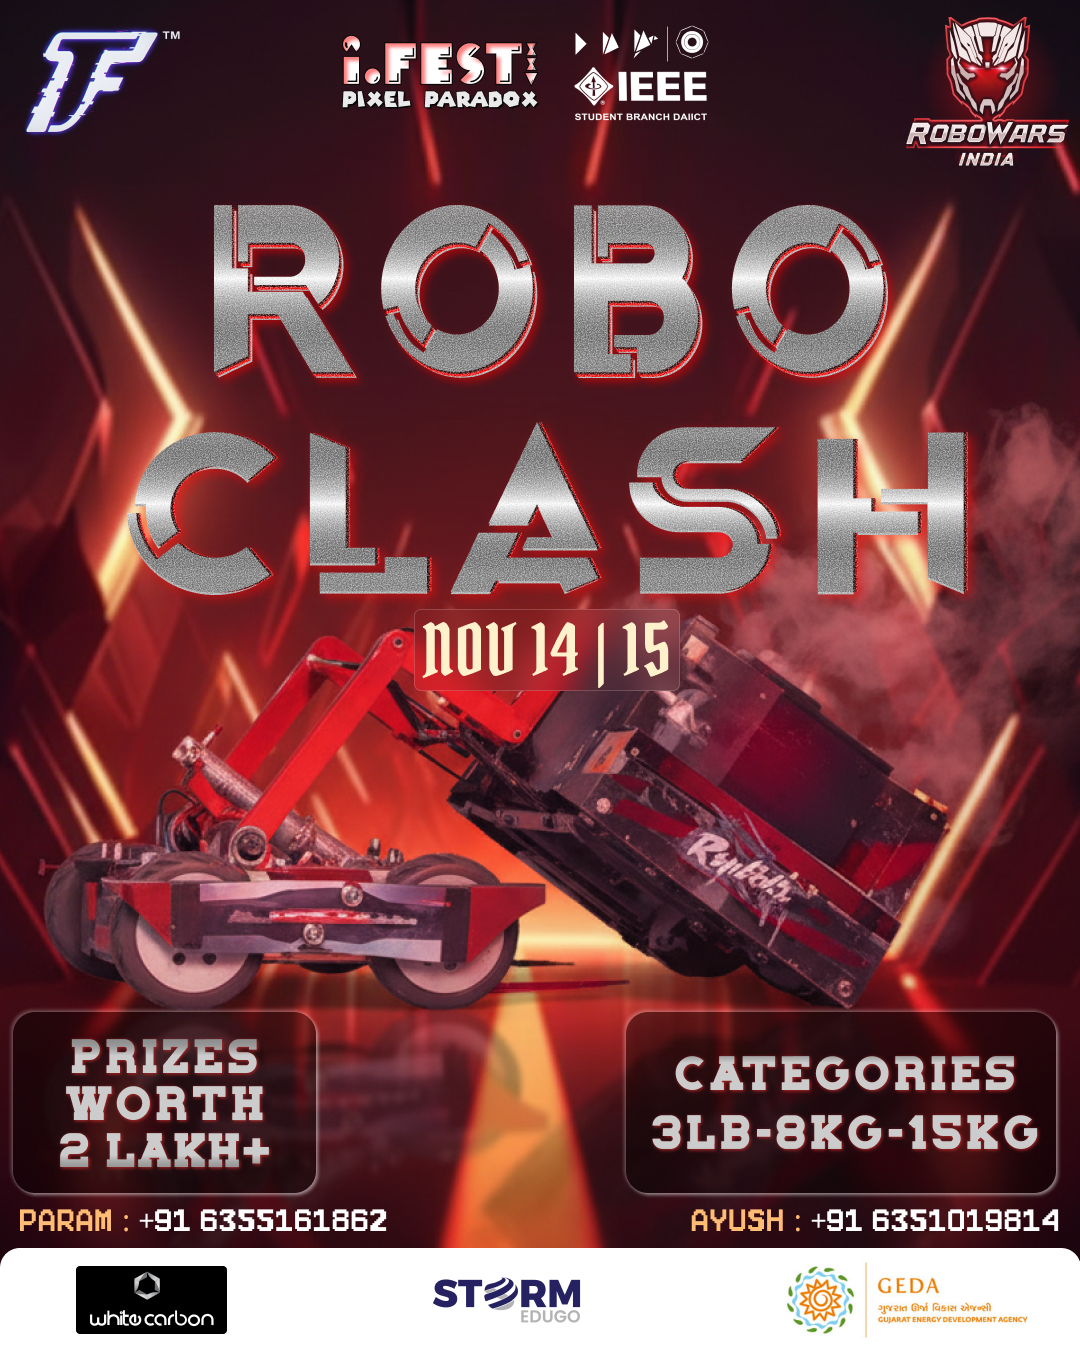 TM
i.FEST
PIXEL PARADOX
IEEE
STUDENT BRANCH DAIICT
ROBOWARS
INDIA
ROBO
CLASH
NOV 14 | 15
PRIZES
WORTH
2 LAKH+
CATEGORIES
3LB-8KG-15KG
PARAM : +91 6355161862
AYUSH : +91 6351019814
white carbon
STORM
EDUGO
GEDA
ગુજરાત ઊર્જા વિકાસ એજન્સી
GUJARAT ENERGY DEVELOPMENT AGENCY